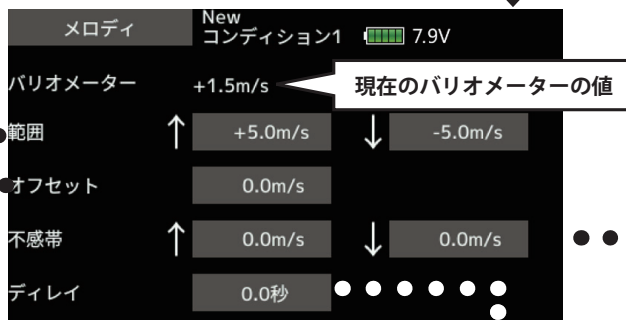 メロディ
New
コンディション1 7.9V
バリオメーター +1.5m/s
現在のバリオメーターの値
範囲 ↑ +5.0m/s ↓ -5.0m/s
オフセット 0.0m/s
不感帯 ↑ 0.0m/s ↓ 0.0m/s
ディレイ 0.0秒